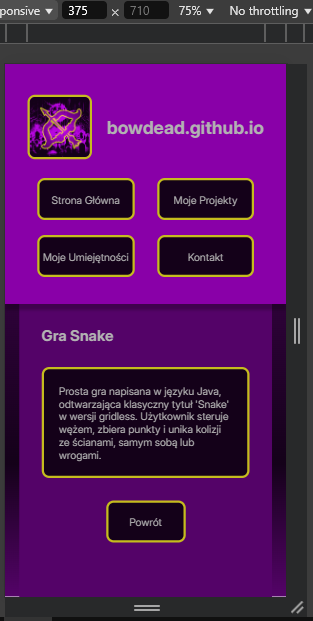 ponsive 375 × 710 75% No throttling
bowdead.github.io
Strona Główna Moje Projekty
Moje Umiejętności Kontakt
Gra Snake
Prosta gra napisana w języku Java,
odtwarzająca klasyczny tytuł 'Snake'
w wersji gridless. Użytkownik steruje
wężem, zbiera punkty i unika kolizji
ze ścianami, samym sobą lub
wrogami.
Powrót